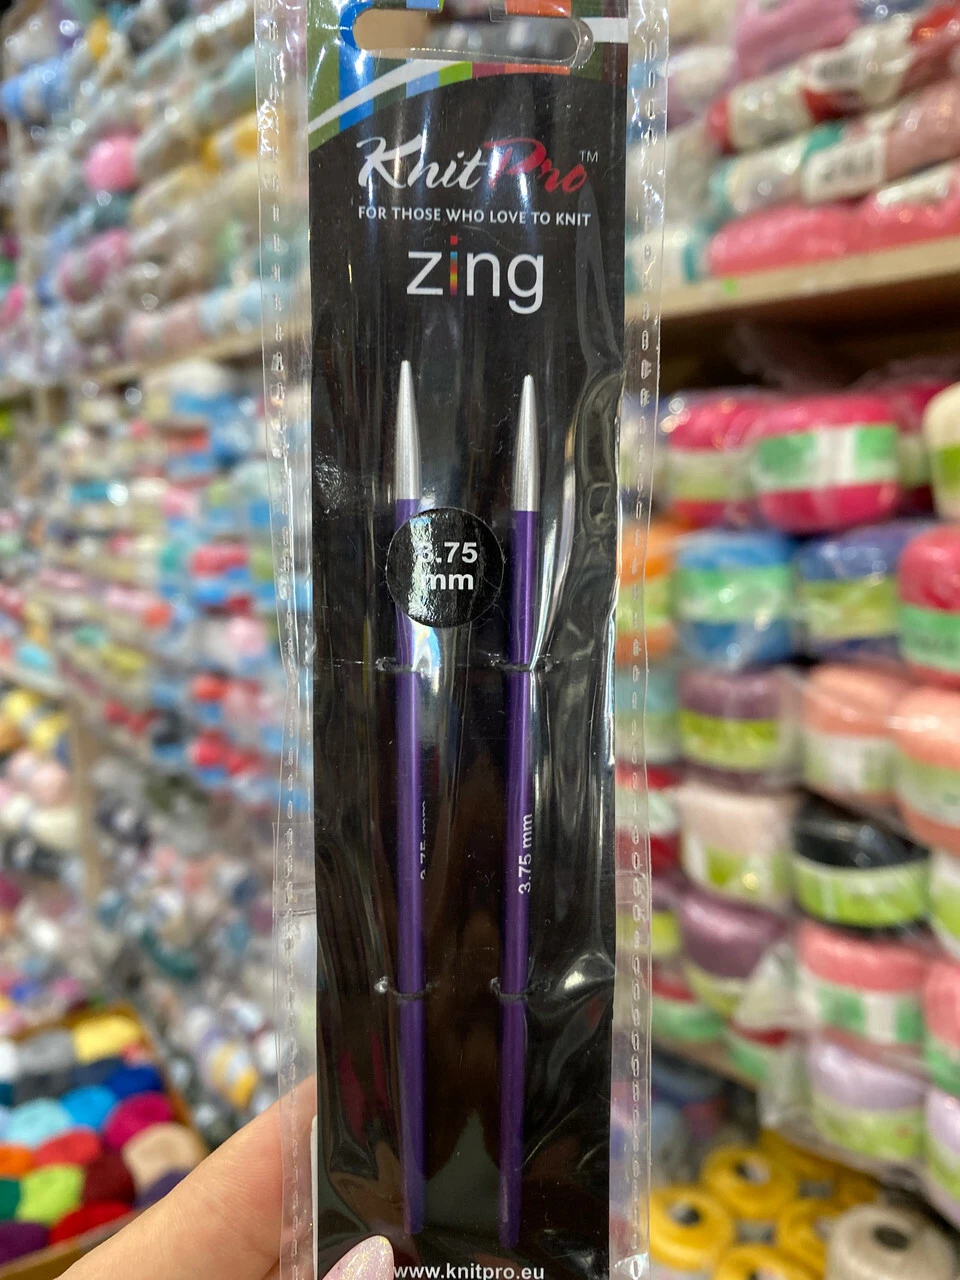 KnitPro™
FOR THOSE WHO LOVE TO KNIT
zing
3.75
mm
3.75 mm
3.75 mm
www.knitpro.eu